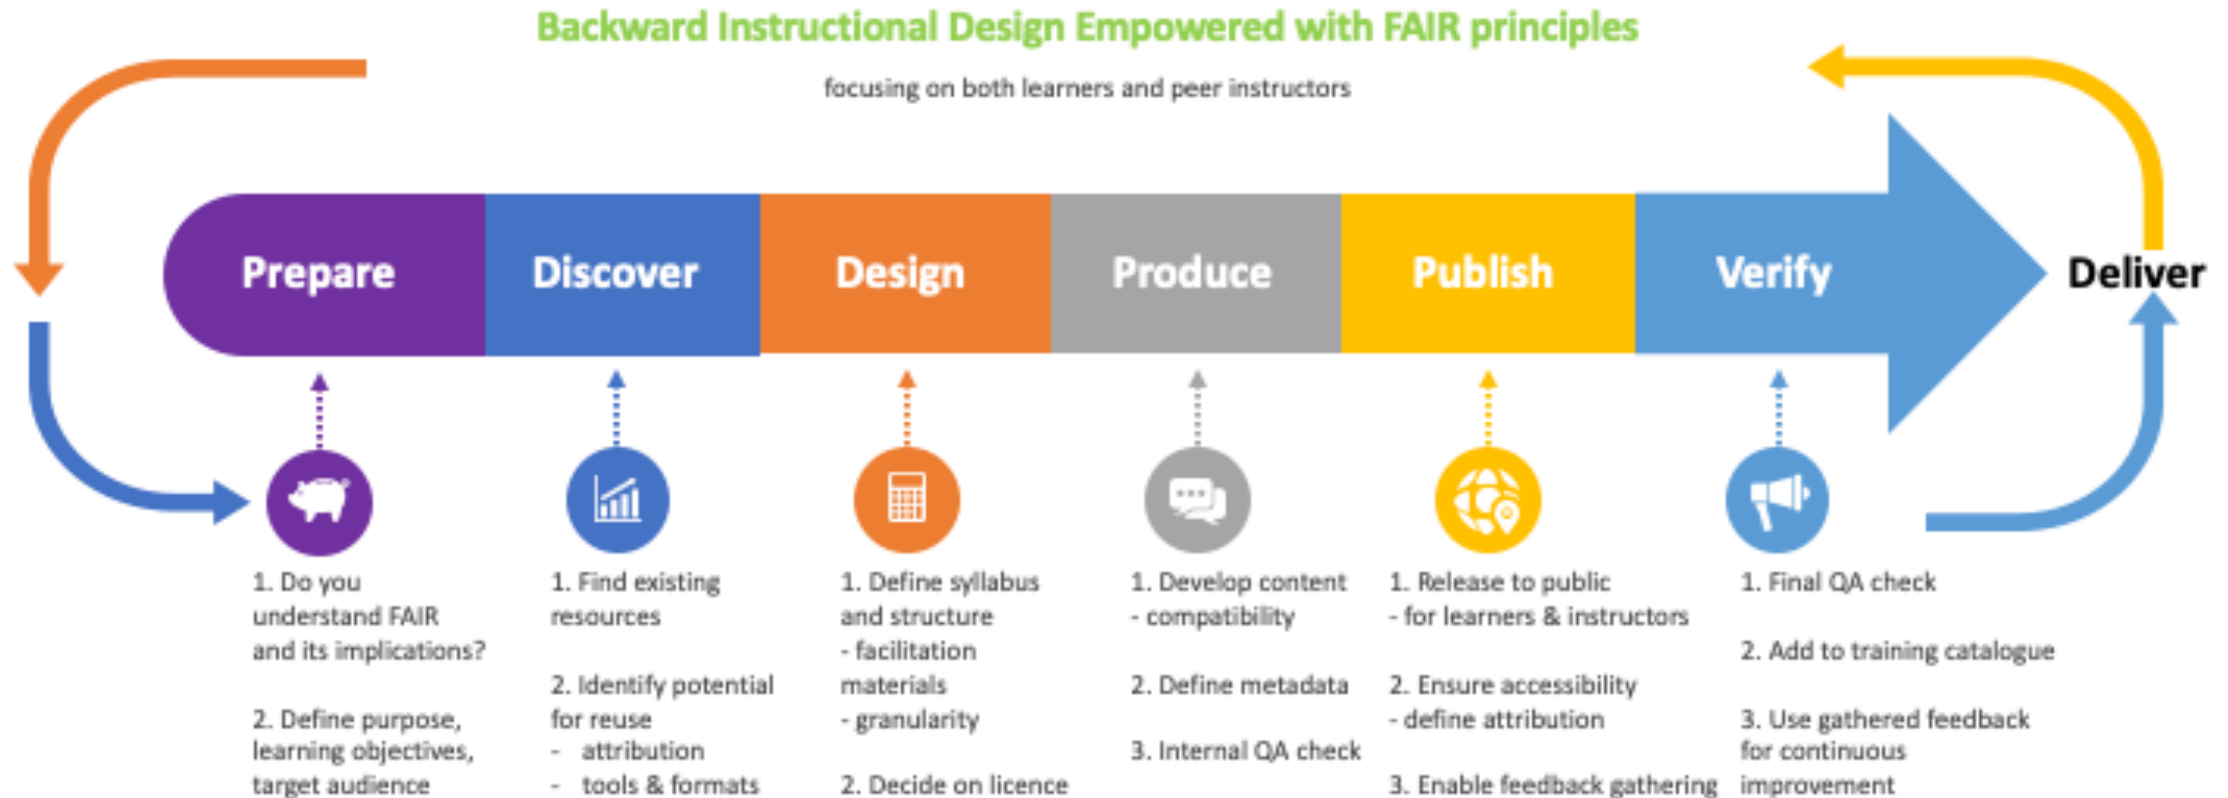 Backward Instructional Design Empowered with FAIR principles
focusing on both learners and peer instructors
Prepare
Discover
Design
Produce
Publish
Verify
Deliver
1. Do you
understand FAIR
and its implications?
2. Define purpose,
learning objectives,
target audience
1. Find existing
resources
2. Identify potential
for reuse
- attribution
- tools & formats
1. Define syllabus
and structure
- facilitation
materials
- granularity
2. Decide on licence
1. Develop content
- compatibility
2. Define metadata
3. Internal QA check
1. Release to public
- for learners & instructors
2. Ensure accessibility
- define attribution
3. Enable feedback gathering
1. Final QA check
2. Add to training catalogue
3. Use gathered feedback
for continuous
improvement